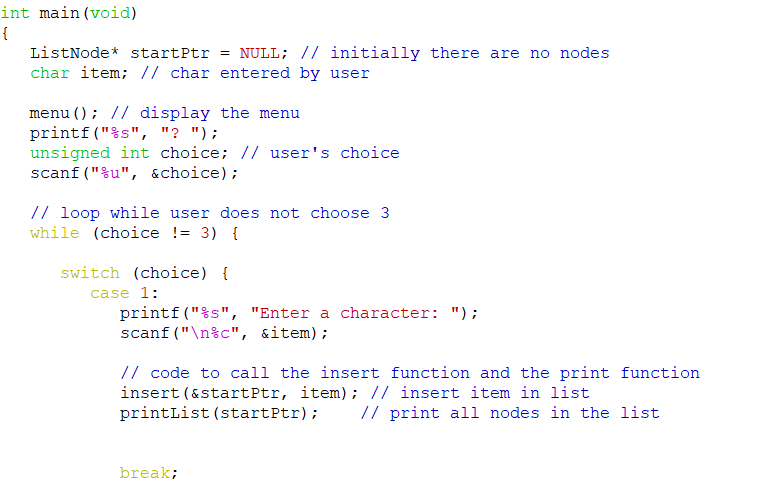 int main(void)
{
ListNode* startPtr = NULL; // initially there are no nodes
char item; // char entered by user
menu(); // display the menu
printf("%s", "? ");
unsigned int choice; // user's choice
scanf("%u", &choice);
// loop while user does not choose 3
while (choice != 3) {
switch (choice) {
case 1:
printf("%s", "Enter a character: ");
scanf("\n%c", &item);
// code to call the insert function and the print function
insert(&startPtr, item); // insert item in list
printList(startPtr); // print all nodes in the list
break;